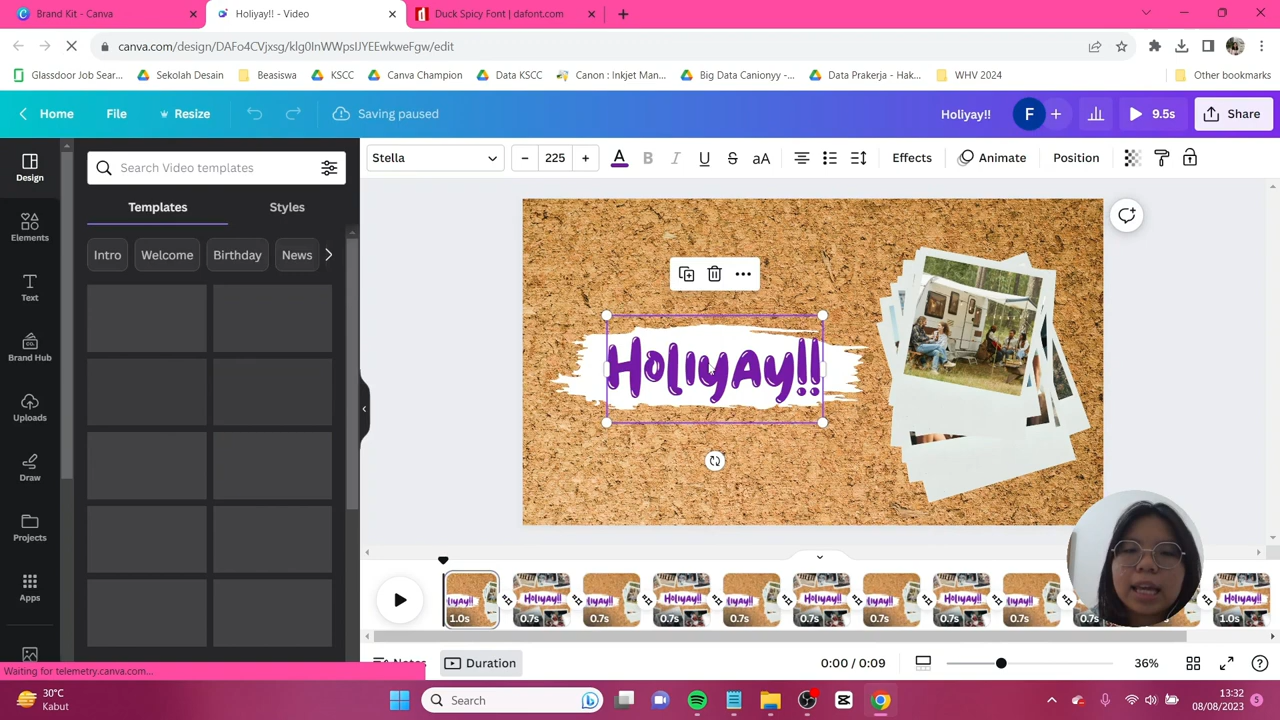 Brand Kit - Canva
Holiyay!! - Video
Duck Spicy Font | dafont.com
canva.com/design/DAFo4CVjxsg/klg0lnWWpslJYEEwkweFgw/edit
Glassdoor Job Sear...
Sekolah Desain
Beasiswa
KSCC
Canva Champion
Data KSCC
Canon : Inkjet Man...
Big Data Canionyy -...
Data Prakerja - Hak...
WHV 2024
Other bookmarks
Home
File
Resize
Saving paused
Holiyay!!
F
9.5s
Share
Stella
225
A
B
I
U
S
aA
Effects
Animate
Position
Design
Elements
Text
Brand Hub
Uploads
Draw
Projects
Apps
Search Video templates
Templates
Styles
Intro
Welcome
Birthday
News
Holiyay!!
1.0s
0.7s
0.7s
0.7s
0.7s
0.7s
0.7s
0.7s
0.7s
1.0s
Notes
Duration
0:00 / 0:09
36%
Waiting for telemetry.canva.com...
30°C
Kabut
Search
13:32
08/08/2023
5